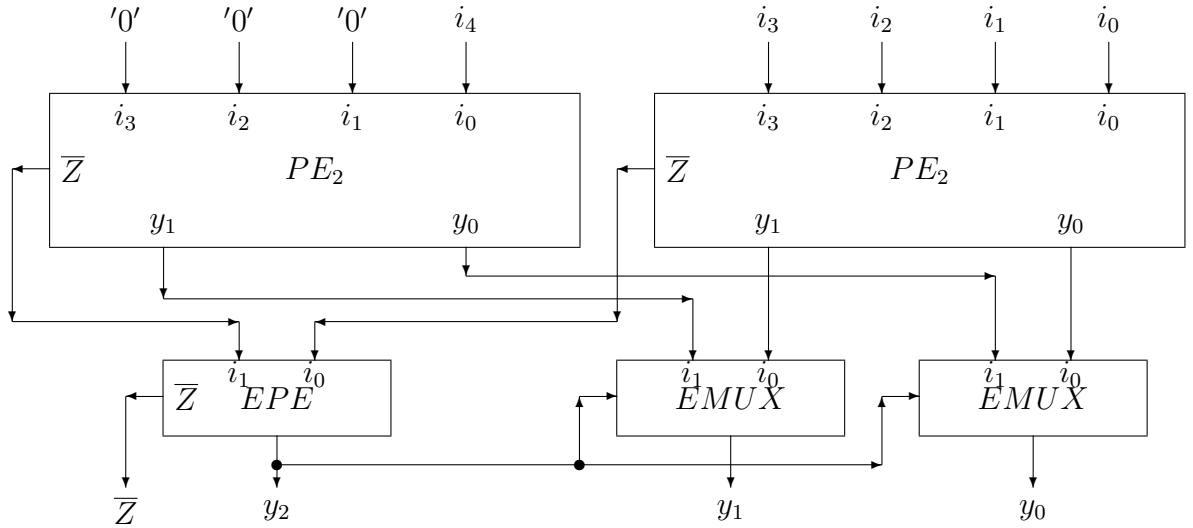 '0' '0' '0' i₄ i₃ i₂ i₁ i₀
i₃ i₂ i₁ i₀ i₃ i₂ i₁ i₀
Z̅ PE₂ Z̅ PE₂
y₁ y₀ y₁ y₀
i₁ i₀ i₁ i₀ i₁ i₀
Z̅ EPE EMUX EMUX
Z̅ y₂ y₁ y₀